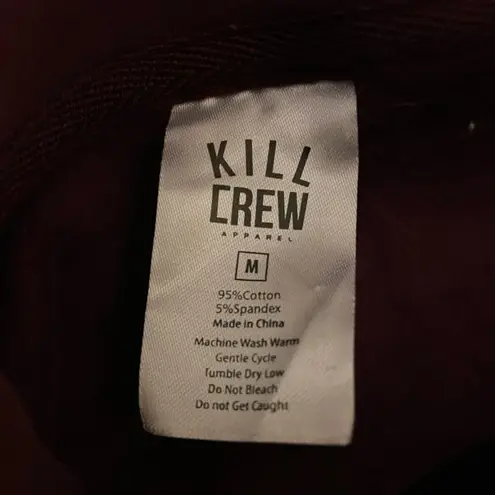 KILL
CREW
APPAREL
M
95%Cotton
5%Spandex
Made in China
Machine Wash Warm
Gentle Cycle
Tumble Dry Low
Do Not Bleach
Do not Get Caught